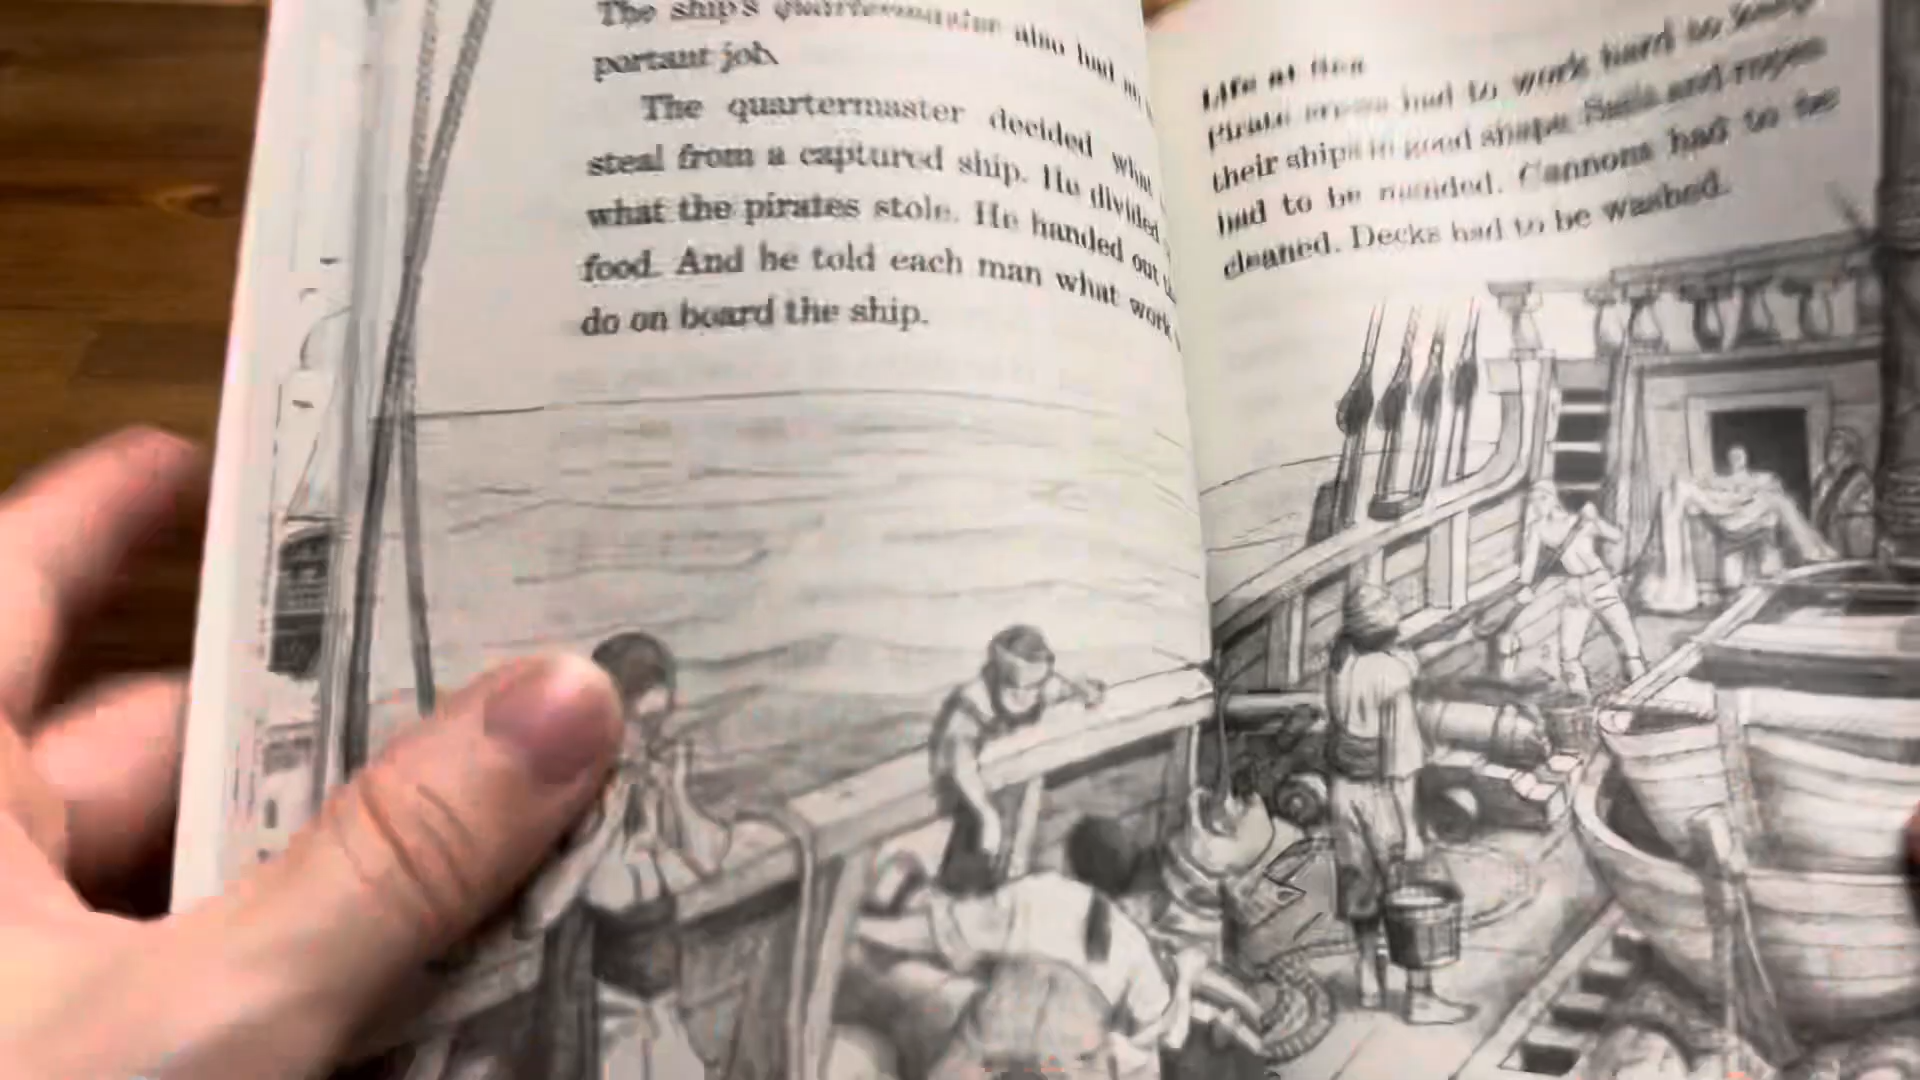 The ship's quartermaster also had an
portant job.
The quartermaster decided what
steal from a captured ship. He divided
what the pirates stole. He handed out
food. And he told each man what work
do on board the ship.
Life at Sea
Pirate crews had to work hard to keep
their ships in good shape. Sails and ropes
had to be mended. Cannons had to be
cleaned. Decks had to be washed.